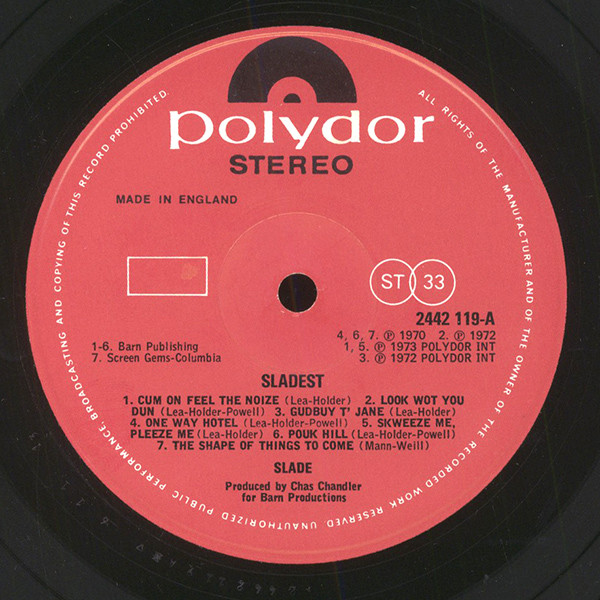 polydor
STEREO
MADE IN ENGLAND
ST 33
2442 119-A
4, 6, 7. ℗ 1970 2. ℗ 1972
1, 5. ℗ 1973 POLYDOR INT
3. ℗ 1972 POLYDOR INT
1-6. Barn Publishing
7. Screen Gems-Columbia
SLADEST
1. CUM ON FEEL THE NOIZE (Lea-Holder) 2. LOOK WOT YOU
DUN (Lea-Holder-Powell) 3. GUDBUY T' JANE (Lea-Holder)
4. ONE WAY HOTEL (Lea-Holder-Powell) 5. SKWEEZE ME,
PLEEZE ME (Lea-Holder) 6. POUK HILL (Lea-Holder-Powell)
7. THE SHAPE OF THINGS TO COME (Mann-Weill)
SLADE
Produced by Chas Chandler
for Barn Productions
ALL RIGHTS OF THE MANUFACTURER AND OF THE OWNER OF THE RECORDED WORK RESERVED UNAUTHORIZED PUBLIC PERFORMANCE, BROADCASTING AND COPYING OF THIS RECORD PROHIBITED.